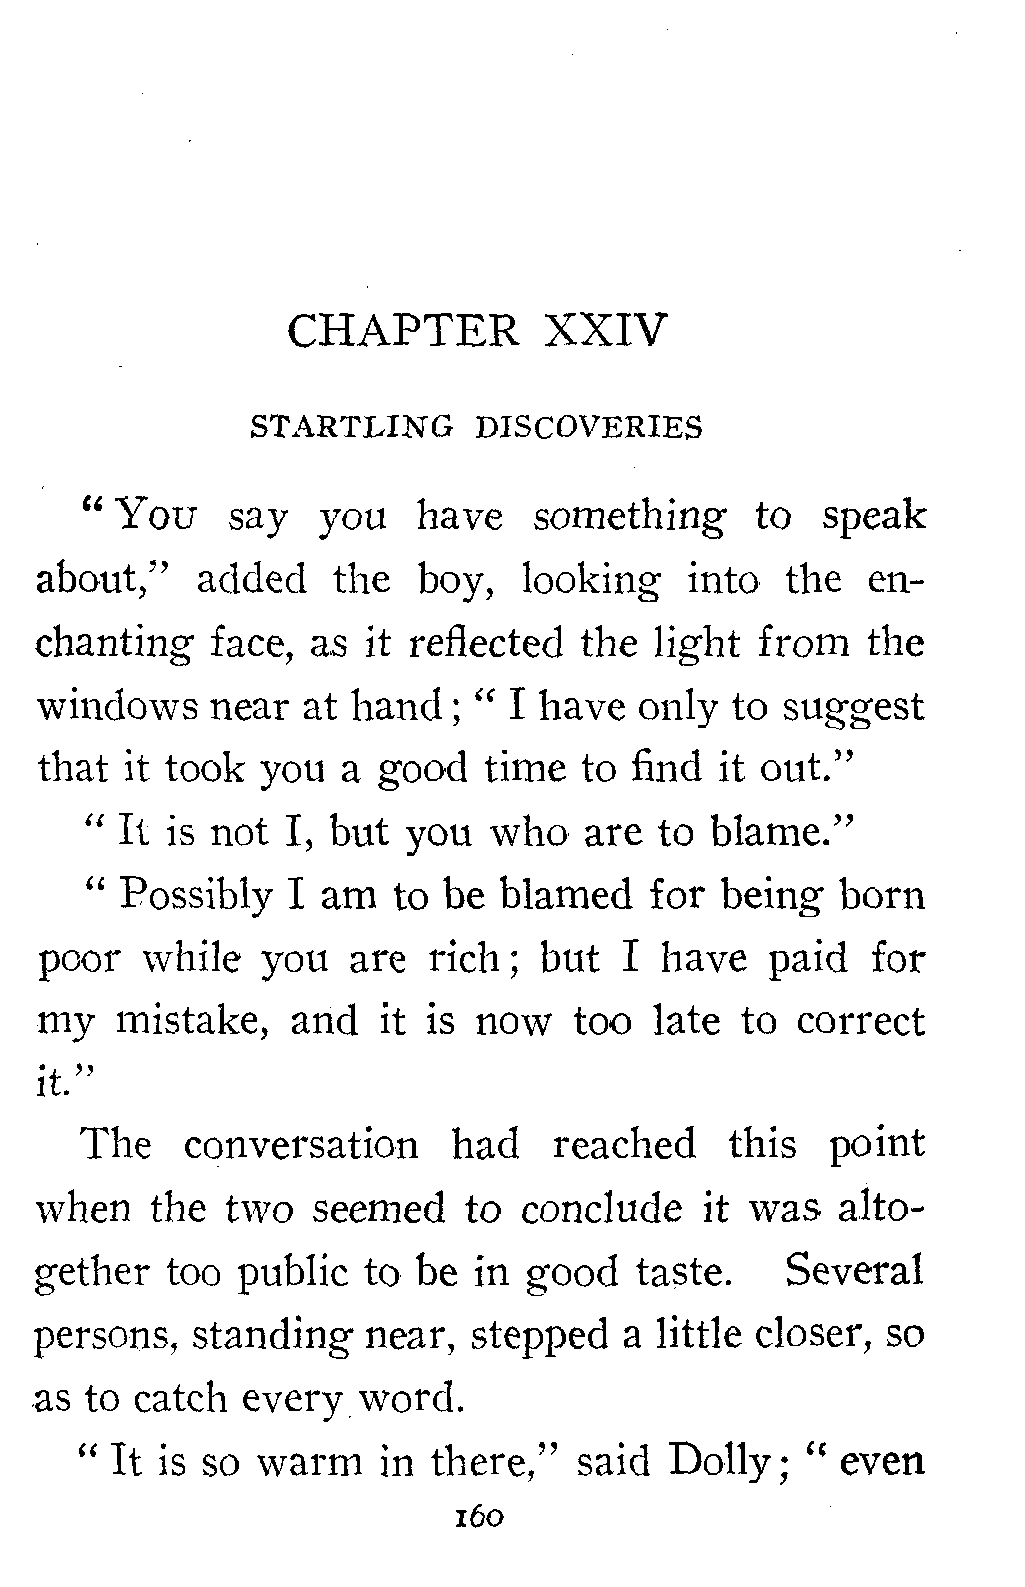 CHAPTER XXIV
STARTLING DISCOVERIES
“ You say you have something to speak
about,” added the boy, looking into the en-
chanting face, as it reflected the light from the
windows near at hand ; “ I have only to suggest
that it took you a good time to find it out.”
“ It is not I, but you who are to blame.”
“ Possibly I am to be blamed for being born
poor while you are rich ; but I have paid for
my mistake, and it is now too late to correct
it.”
The conversation had reached this point
when the two seemed to conclude it was alto-
gether too public to be in good taste. Several
persons, standing near, stepped a little closer, so
as to catch every word.
“ It is so warm in there,” said Dolly ; “ even
160